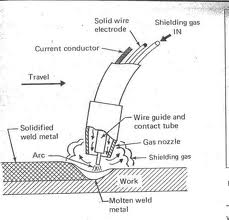 Solid wire
electrode
Shielding gas
IN
Current conductor
Travel
Wire guide and
contact tube
Solidified
weld metal
Gas nozzle
Shielding gas
Arc
Work
Molten weld
metal